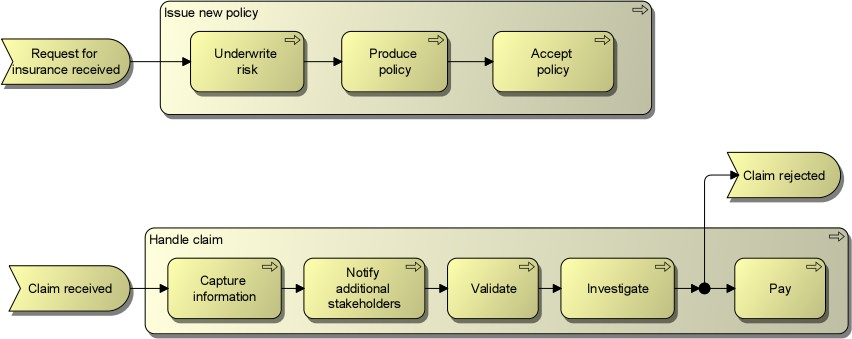 Issue new policy
Request for
insurance received
Underwrite
risk
Produce
policy
Accept
policy
Claim rejected
Handle claim
Claim received
Capture
information
Notify
additional
stakeholders
Validate
Investigate
Pay